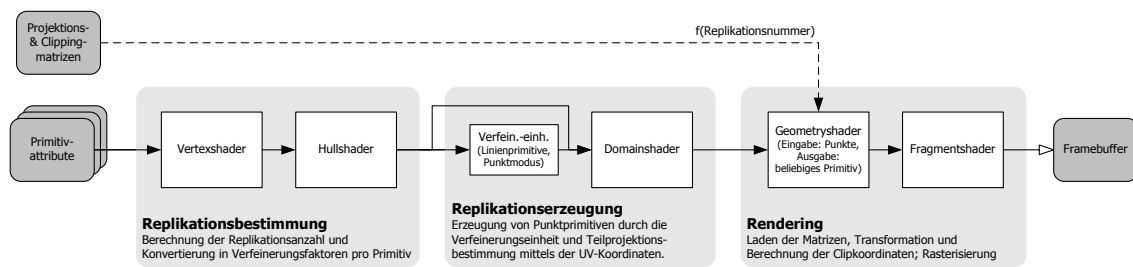 Projektions-
& Clipping-
matrizen
f(Replikationsnummer)
Primitiv-
attribute
Vertexshader
Hullshader
Verfein.-einh.
(Linienprimitive,
Punktmodus)
Domainshader
Geometryshader
(Eingabe: Punkte,
Ausgabe:
beliebiges Primitiv)
Fragmentshader
Framebuffer
Replikationsbestimmung
Berechnung der Replikationsanzahl und
Konvertierung in Verfeinerungsfaktoren pro Primitiv
Replikationserzeugung
Erzeugung von Punktprimitiven durch die
Verfeinerungseinheit und Teilprojektions-
bestimmung mittels der UV-Koordinaten.
Rendering
Laden der Matrizen, Transformation und
Berechnung der Clipkoordinaten; Rasterisierung